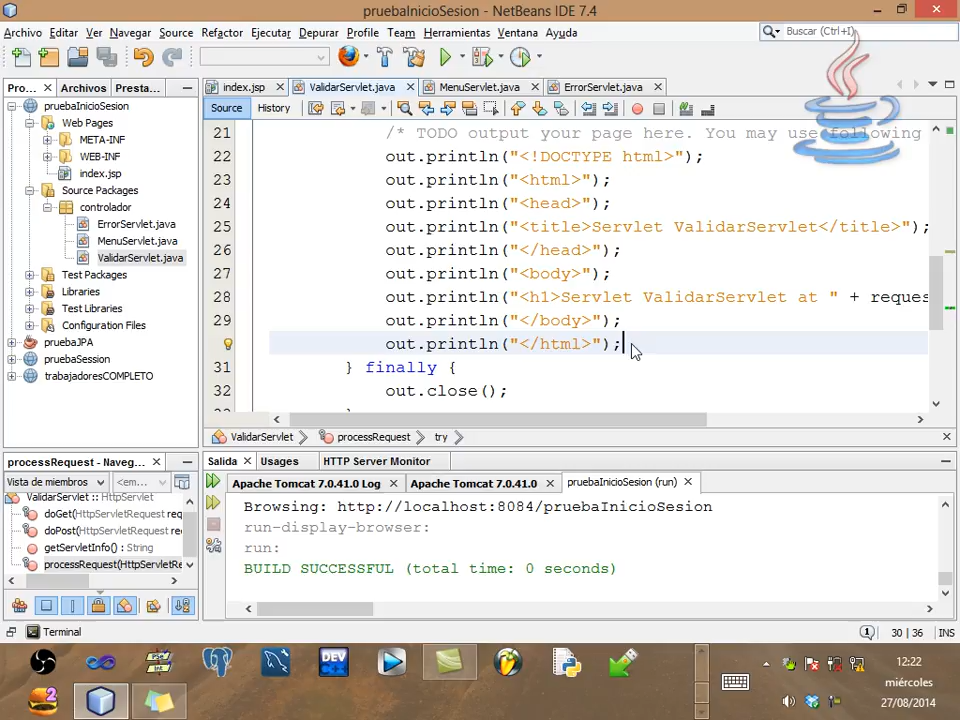 pruebaInicioSesion - NetBeans IDE 7.4
Archivo Editar Ver Navegar Source Refactor Ejecutar Depurar Profile Team Herramientas Ventana Ayuda
Buscar (Ctrl+I)
Pro... Archivos Presta...
index.jsp ValidarServlet.java MenuServlet.java ErrorServlet.java
Source History
pruebaInicioSesion
Web Pages
META-INF
WEB-INF
index.jsp
Source Packages
controlador
ErrorServlet.java
MenuServlet.java
ValidarServlet.java
Test Packages
Libraries
Test Libraries
Configuration Files
pruebaJPA
pruebaSession
trabajadoresCOMPLETO
21 /* TODO output your page here. You may use following
22 out.println("<!DOCTYPE html>");
23 out.println("<html>");
24 out.println("<head>");
25 out.println("<title>Servlet ValidarServlet</title>");
26 out.println("</head>");
27 out.println("<body>");
28 out.println("<h1>Servlet ValidarServlet at " + reques
29 out.println("</body>");
out.println("</html>");
31 } finally {
32 out.close();
ValidarServlet processRequest try
processRequest - Naveg...
Vista de miembros <em...
ValidarServlet :: HttpServlet
doGet(HttpServletRequest req
doPost(HttpServletRequest re
getServletInfo() : String
processRequest(HttpServletRe
Salida Usages HTTP Server Monitor
Apache Tomcat 7.0.41.0 Log Apache Tomcat 7.0.41.0 pruebaInicioSesion (run)
Browsing: http://localhost:8084/pruebaInicioSesion
run-display-browser:
run:
BUILD SUCCESSFUL (total time: 0 seconds)
Terminal
1 30 | 36 INS
DEV
12:22
miércoles
27/08/2014